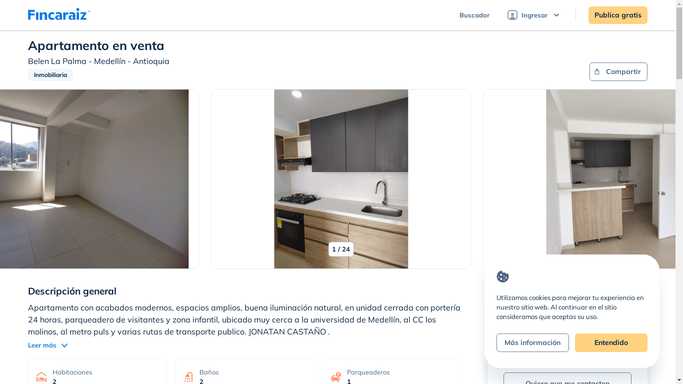 Fincaraiz
Buscador
Ingresar
Publica gratis
Apartamento en venta
Belen La Palma - Medellín - Antioquia
Inmobiliaria
Compartir
1 / 24
Descripción general
Apartamento con acabados modernos, espacios amplios, buena iluminación natural, en unidad cerrada con portería
24 horas, parqueadero de visitantes y zona infantil, ubicado muy cerca a la universidad de Medellín, al CC los
molinos, al metro puls y varias rutas de transporte publico. JONATAN CASTAÑO .
Leer más
Habitaciones
2
Baños
2
Parqueaderos
1
Utilizamos cookies para mejorar tu experiencia en
nuestro sitio web. Al continuar en el sitio
consideramos que aceptas su uso.
Más información
Entendido
Quiero que me contacten